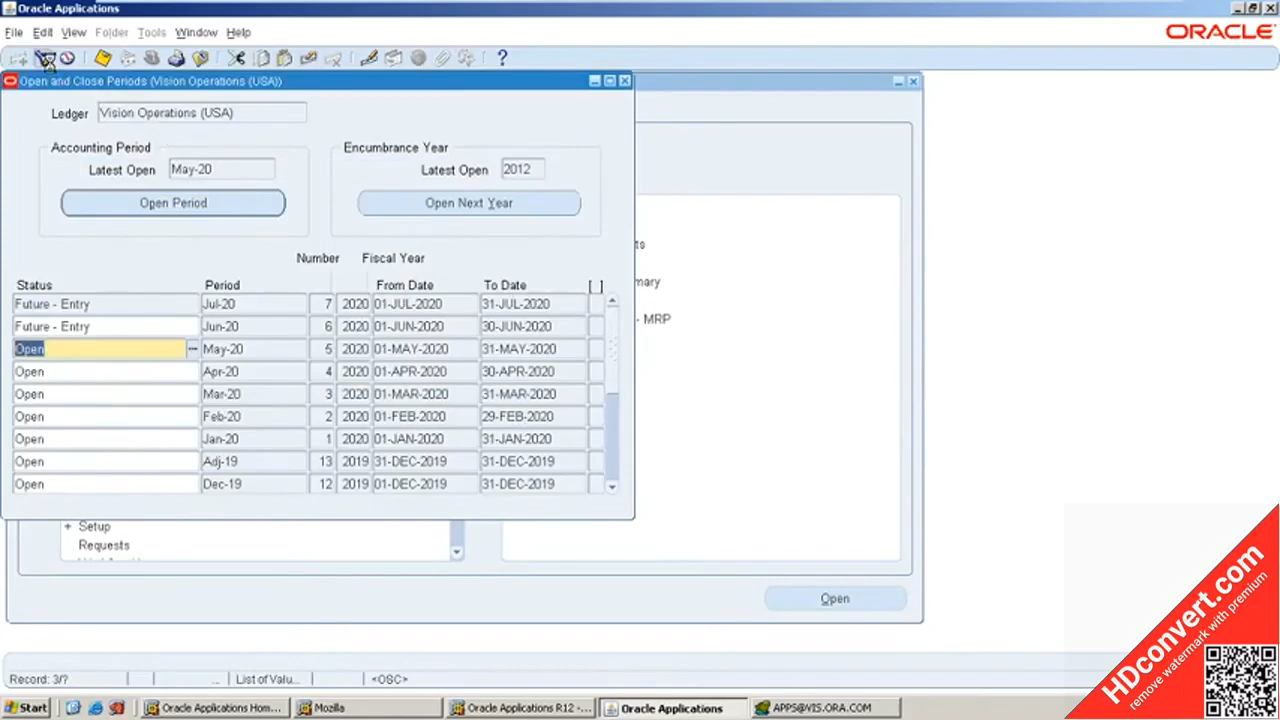 Oracle Applications
File Edit View Folder Tools Window Help
ORACLE
Open and Close Periods (Vision Operations (USA))
Ledger Vision Operations (USA)
Accounting Period
Latest Open May-20
Open Period
Encumbrance Year
Latest Open 2012
Open Next Year
Number Fiscal Year
Status Period From Date To Date [ ]
Future - Entry Jul-20 7 2020 01-JUL-2020 31-JUL-2020
Future - Entry Jun-20 6 2020 01-JUN-2020 30-JUN-2020
Open May-20 5 2020 01-MAY-2020 31-MAY-2020
Open Apr-20 4 2020 01-APR-2020 30-APR-2020
Open Mar-20 3 2020 01-MAR-2020 31-MAR-2020
Open Feb-20 2 2020 01-FEB-2020 29-FEB-2020
Open Jan-20 1 2020 01-JAN-2020 31-JAN-2020
Open Adj-19 13 2019 31-DEC-2019 31-DEC-2019
Open Dec-19 12 2019 01-DEC-2019 31-DEC-2019
ts
mary
- MRP
+ Setup
Requests
Open
Record: 3/? ... List of Valu... <OSC>
Start Oracle Applications Hom... Mozilla Oracle Applications R12 -... Oracle Applications APPS@VIS.ORA.COM
HDconvert.com
remove watermark with premium